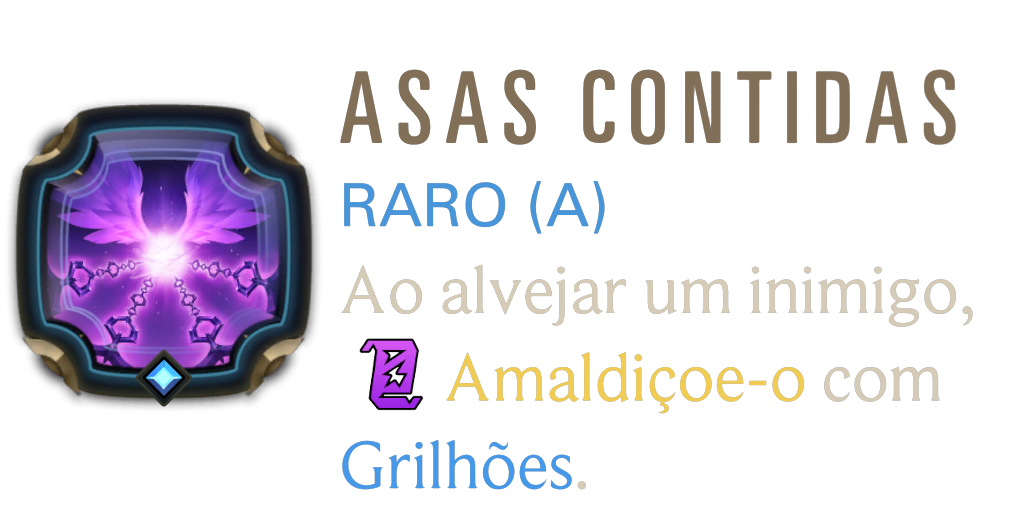 ASAS CONTIDAS
RARO (A)
Ao alvejar um inimigo,
Amaldiçoe-o com
Grilhões.